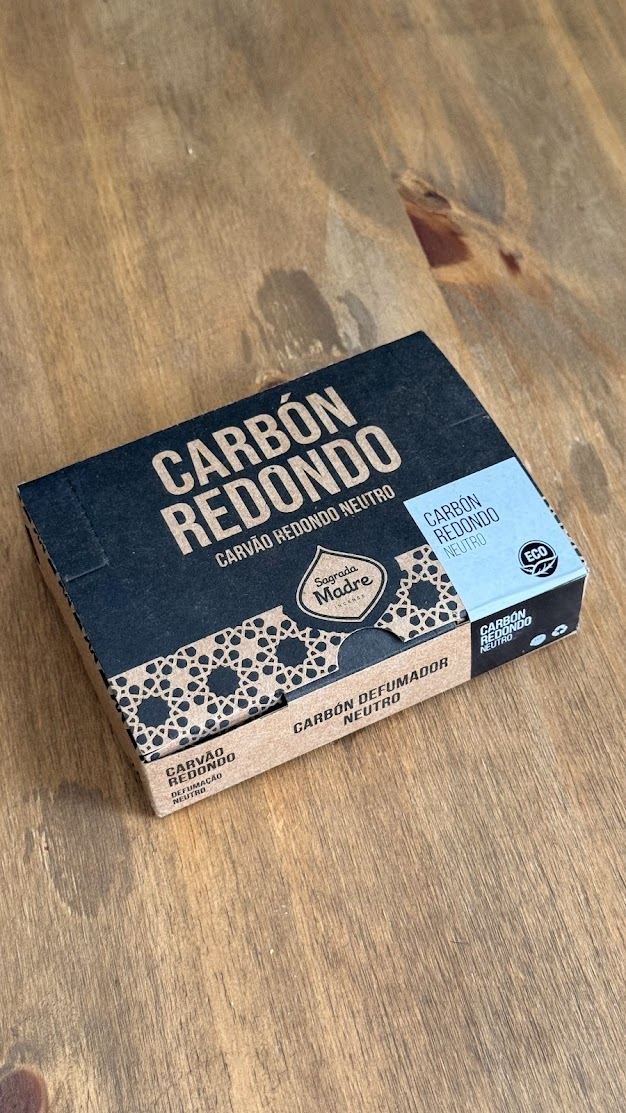 CARBÓN
REDONDO
CARVÃO REDONDO NEUTRO
CARBÓN
REDONDO
NEUTRO
ECO
Sagrada
Madre
INCENSE
CARBÓN DEFUMADOR
NEUTRO
CARBÓN
REDONDO
NEUTRO
CARVÃO
REDONDO
DEFUMAÇÃO
NEUTRO